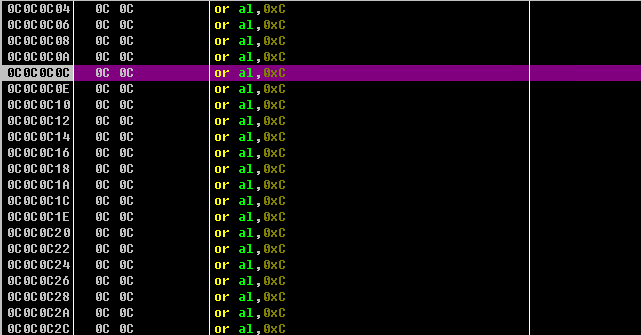 0C0C0C04 0C 0C or al,0xC
0C0C0C06 0C 0C or al,0xC
0C0C0C08 0C 0C or al,0xC
0C0C0C0A 0C 0C or al,0xC
0C0C0C0C 0C 0C or al,0xC
0C0C0C0E 0C 0C or al,0xC
0C0C0C10 0C 0C or al,0xC
0C0C0C12 0C 0C or al,0xC
0C0C0C14 0C 0C or al,0xC
0C0C0C16 0C 0C or al,0xC
0C0C0C18 0C 0C or al,0xC
0C0C0C1A 0C 0C or al,0xC
0C0C0C1C 0C 0C or al,0xC
0C0C0C1E 0C 0C or al,0xC
0C0C0C20 0C 0C or al,0xC
0C0C0C22 0C 0C or al,0xC
0C0C0C24 0C 0C or al,0xC
0C0C0C26 0C 0C or al,0xC
0C0C0C28 0C 0C or al,0xC
0C0C0C2A 0C 0C or al,0xC
0C0C0C2C 0C 0C or al,0xC